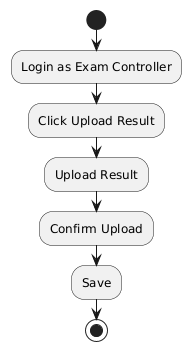 Login as Exam Controller
Click Upload Result
Upload Result
Confirm Upload
Save